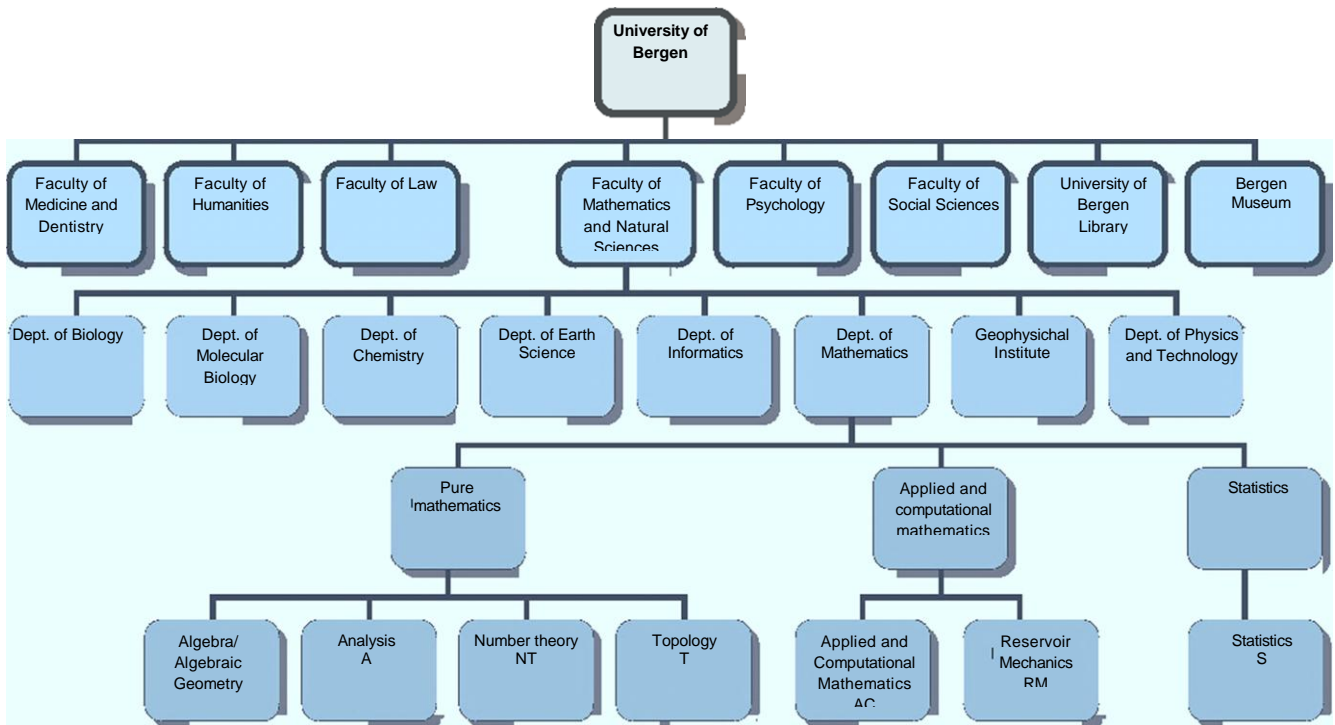 University of
Bergen
Faculty of
Medicine and
Dentistry
Faculty of
Humanities
Faculty of Law
Faculty of
Mathematics
and Natural
Sciences
Faculty of
Psychology
Faculty of
Social Sciences
University of
Bergen
Library
Bergen
Museum
Dept. of Biology
Dept. of
Molecular
Biology
Dept. of
Chemistry
Dept. of Earth
Science
Dept. of
Informatics
Dept. of
Mathematics
Geophysichal
Institute
Dept. of Physics
and Technology
Pure
mathematics
Applied and
computational
mathematics
Statistics
Algebra/
Algebraic
Geometry
Analysis
A
Number theory
NT
Topology
T
Applied and
Computational
Mathematics
AC
Reservoir
Mechanics
RM
Statistics
S